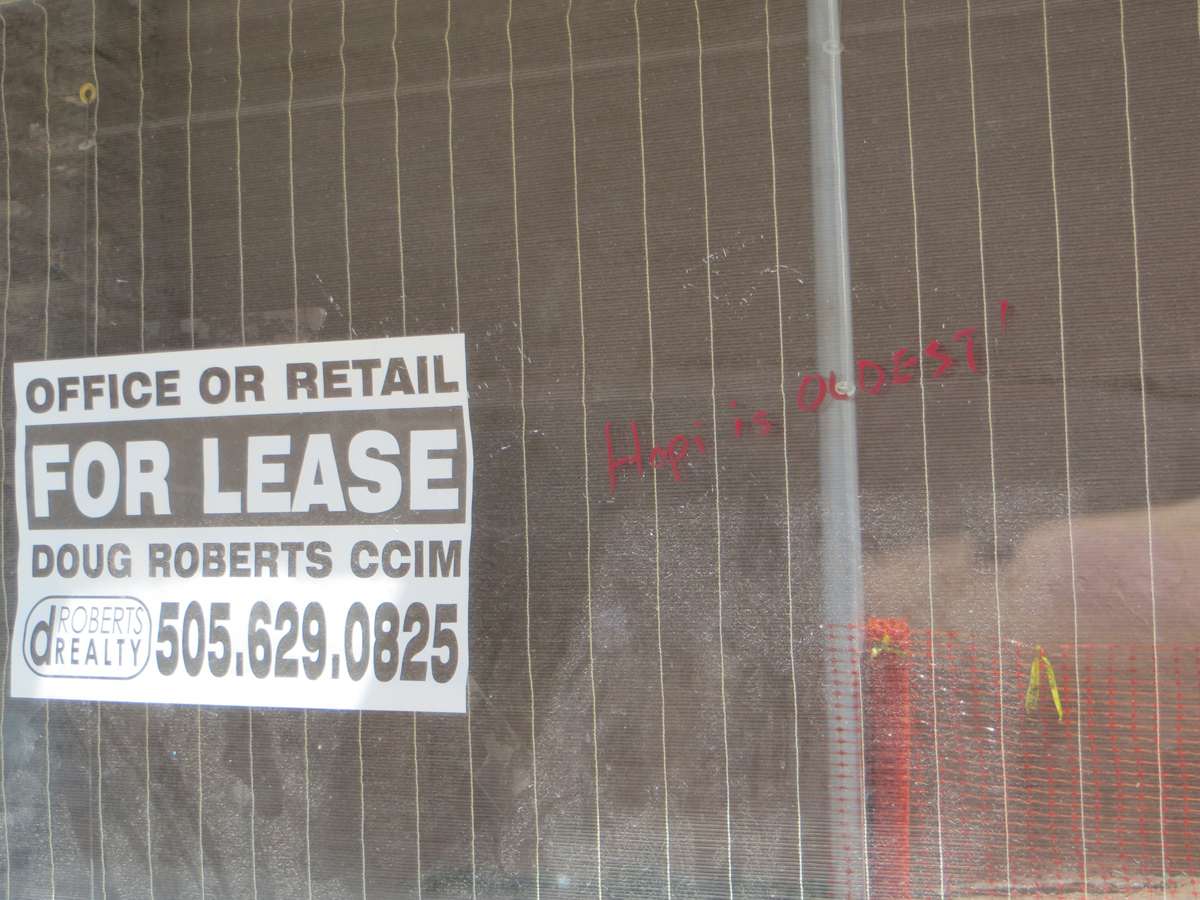 OFFICE OR RETAIL
FOR LEASE
DOUG ROBERTS CCIM
d ROBERTS
REALTY
505.629.0825
Hopi is OLDEST!